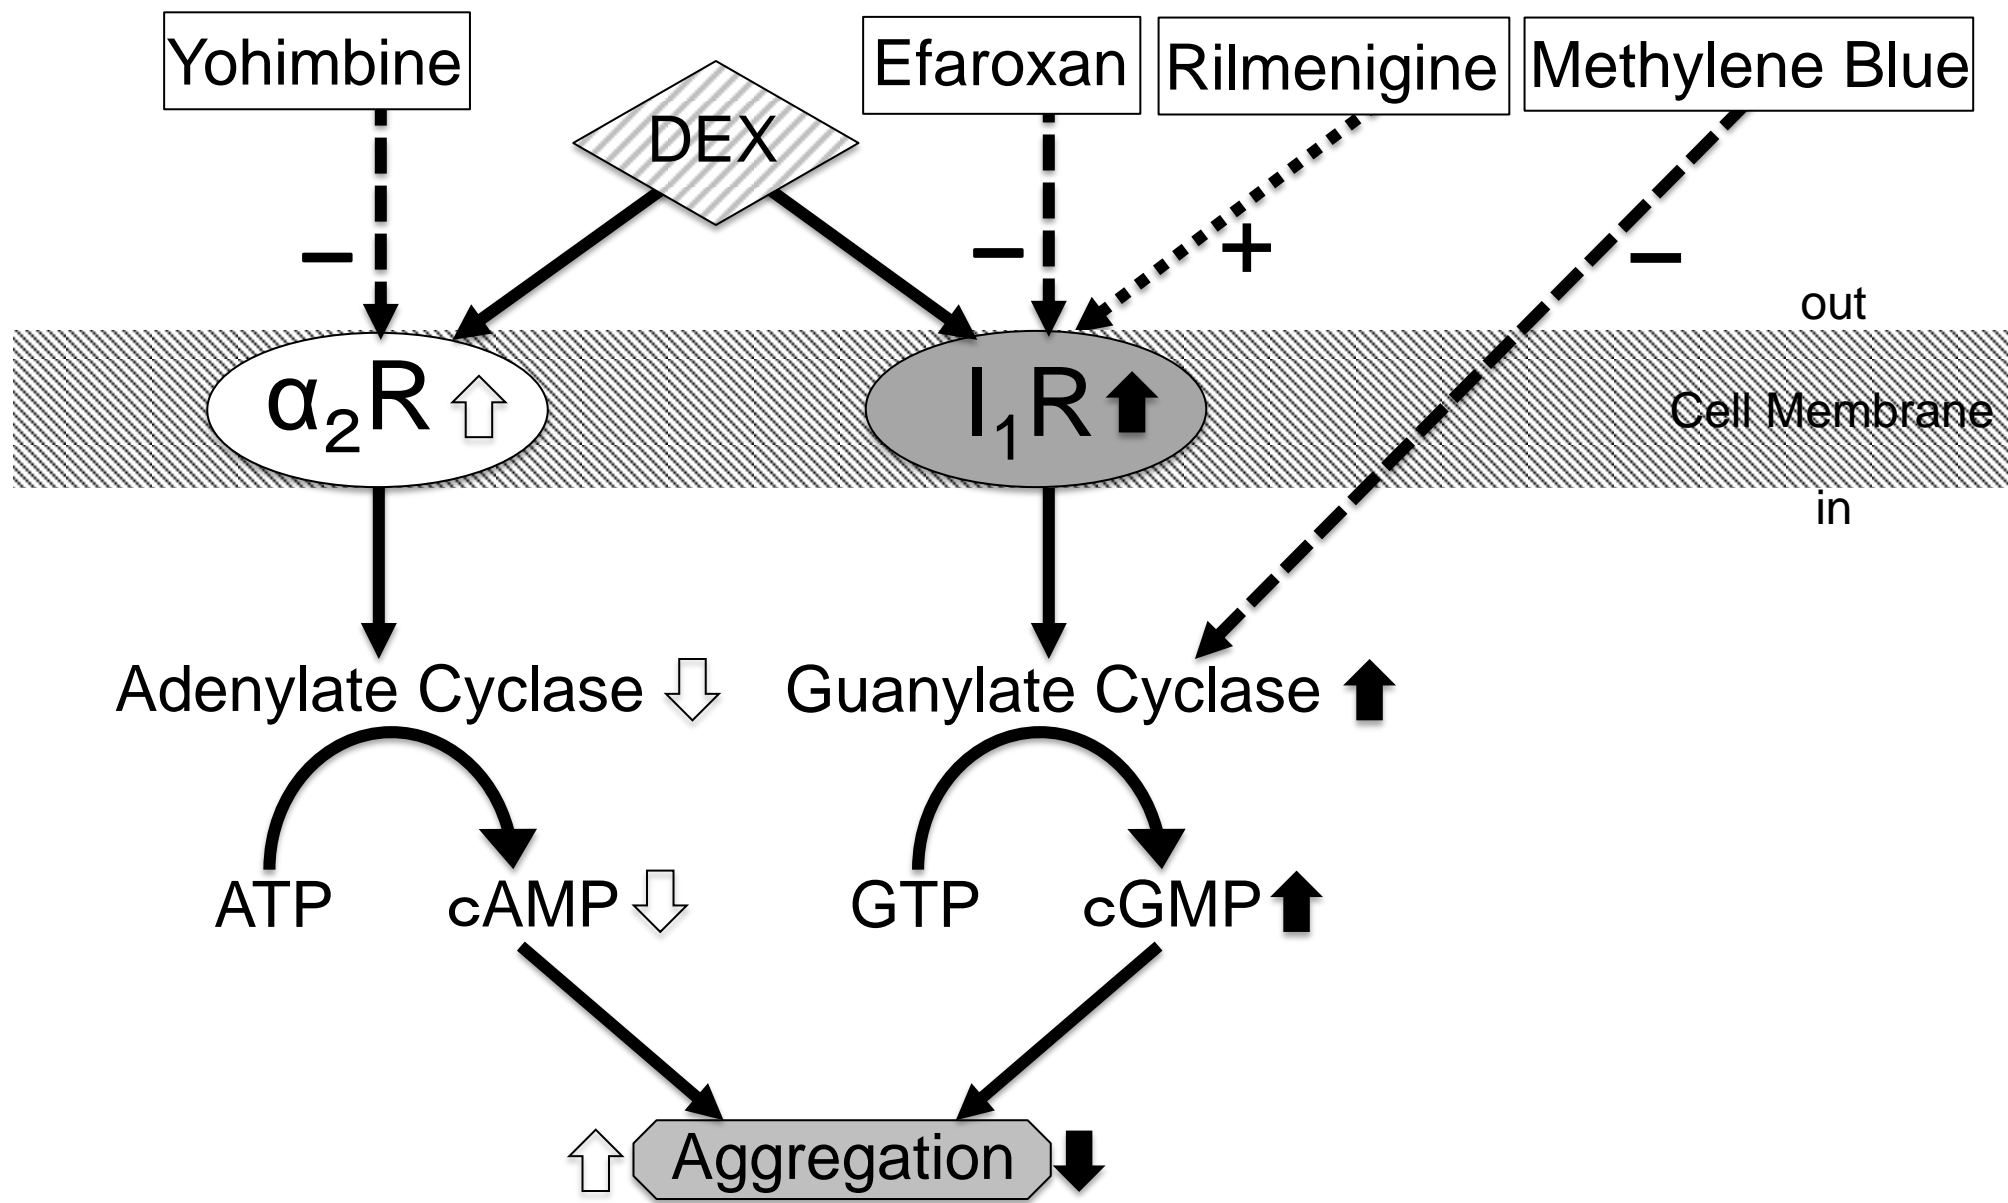 Yohimbine
DEX
Efaroxan
Rilmenigine
Methylene Blue
−
−
+
−
out
α₂R
I₁R
Cell Membrane
in
Adenylate Cyclase
Guanylate Cyclase
ATP
cAMP
GTP
cGMP
Aggregation